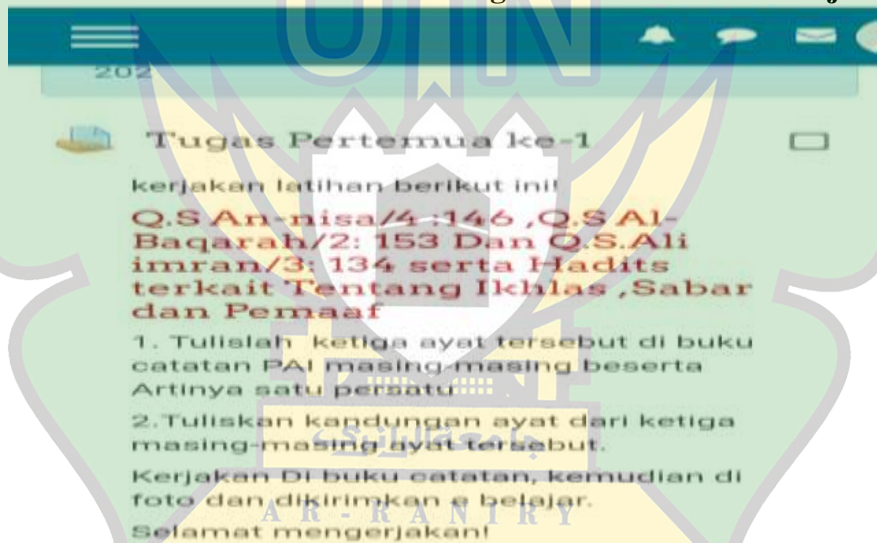 UIN
202
Tugas Pertemua ke-1
kerjakan latihan berikut ini!
Q.S An-nisa/4 :146 ,Q.S Al-
Baqarah/2: 153 Dan Q.S.Ali
imran/3: 134 serta Hadits
terkait Tentang Ikhlas ,Sabar
dan Pemaaf
1. Tulislah ketiga ayat tersebut di buku
catatan PAI masing-masing beserta
Artinya satu persatu
2.Tuliskan kandungan ayat dari ketiga
masing-masing ayat tersebut.
جامعة الرانيري
Kerjakan Di buku catatan, kemudian di
foto dan dikirimkan e belajar.
AR-RANIRY
Selamat mengerjakan!